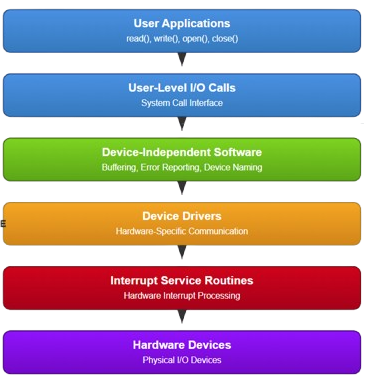 User Applications
read(), write(), open(), close()
User-Level I/O Calls
System Call Interface
Device-Independent Software
Buffering, Error Reporting, Device Naming
Device Drivers
Hardware-Specific Communication
Interrupt Service Routines
Hardware Interrupt Processing
Hardware Devices
Physical I/O Devices